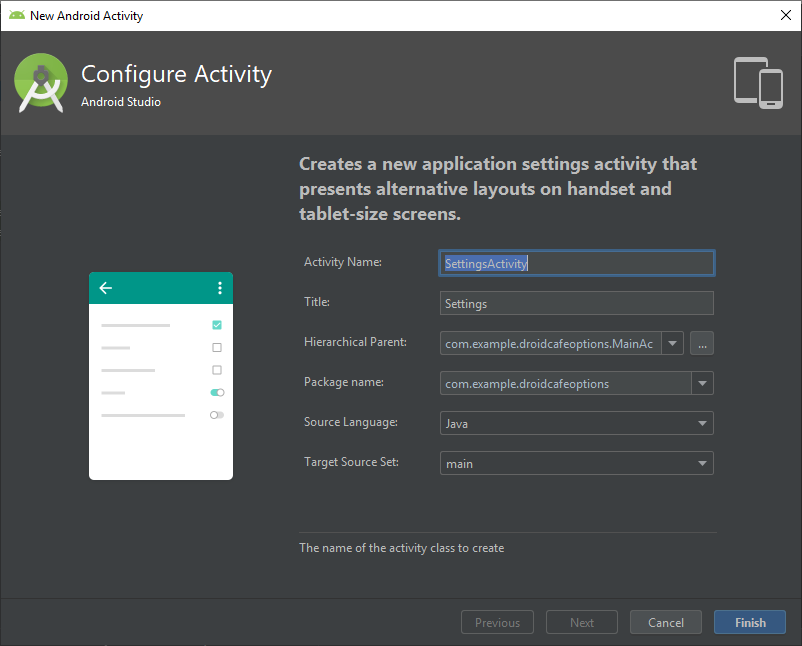 New Android Activity
Configure Activity
Android Studio
Creates a new application settings activity that
presents alternative layouts on handset and
tablet-size screens.
Activity Name: SettingsActivity
Title: Settings
Hierarchical Parent: com.example.droidcafeoptions.MainAc ...
Package name: com.example.droidcafeoptions
Source Language: Java
Target Source Set: main
The name of the activity class to create
Previous Next Cancel Finish